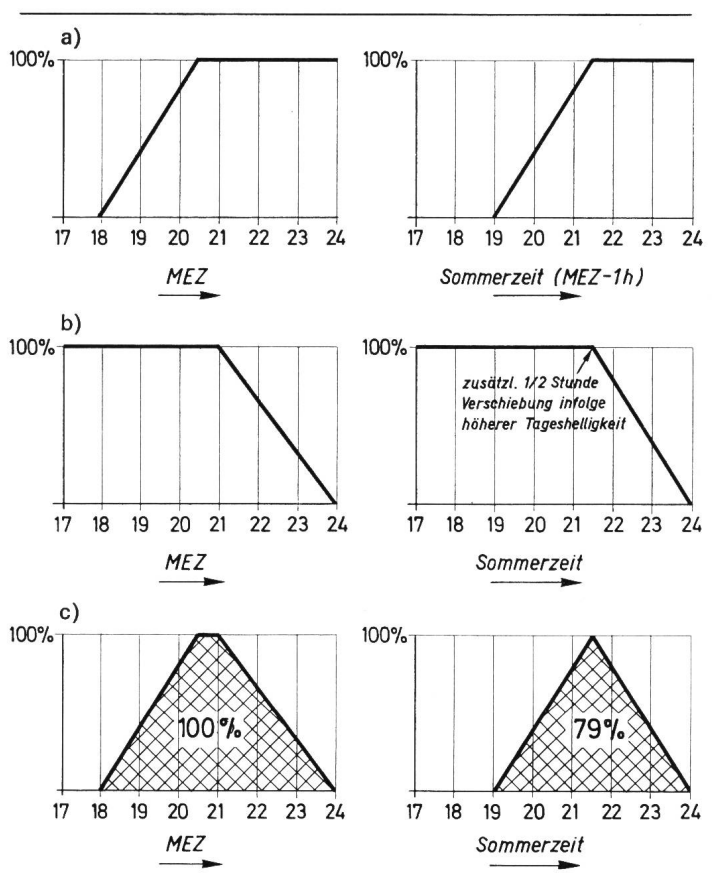 a)
100%
17 18 19 20 21 22 23 24
MEZ
100%
17 18 19 20 21 22 23 24
Sommerzeit (MEZ-1h)
b)
100%
17 18 19 20 21 22 23 24
MEZ
100%
zusätzl. 1/2 Stunde
Verschiebung infolge
höherer Tageshelligkeit
17 18 19 20 21 22 23 24
Sommerzeit
c)
100%
100%
17 18 19 20 21 22 23 24
MEZ
100%
79%
17 18 19 20 21 22 23 24
Sommerzeit